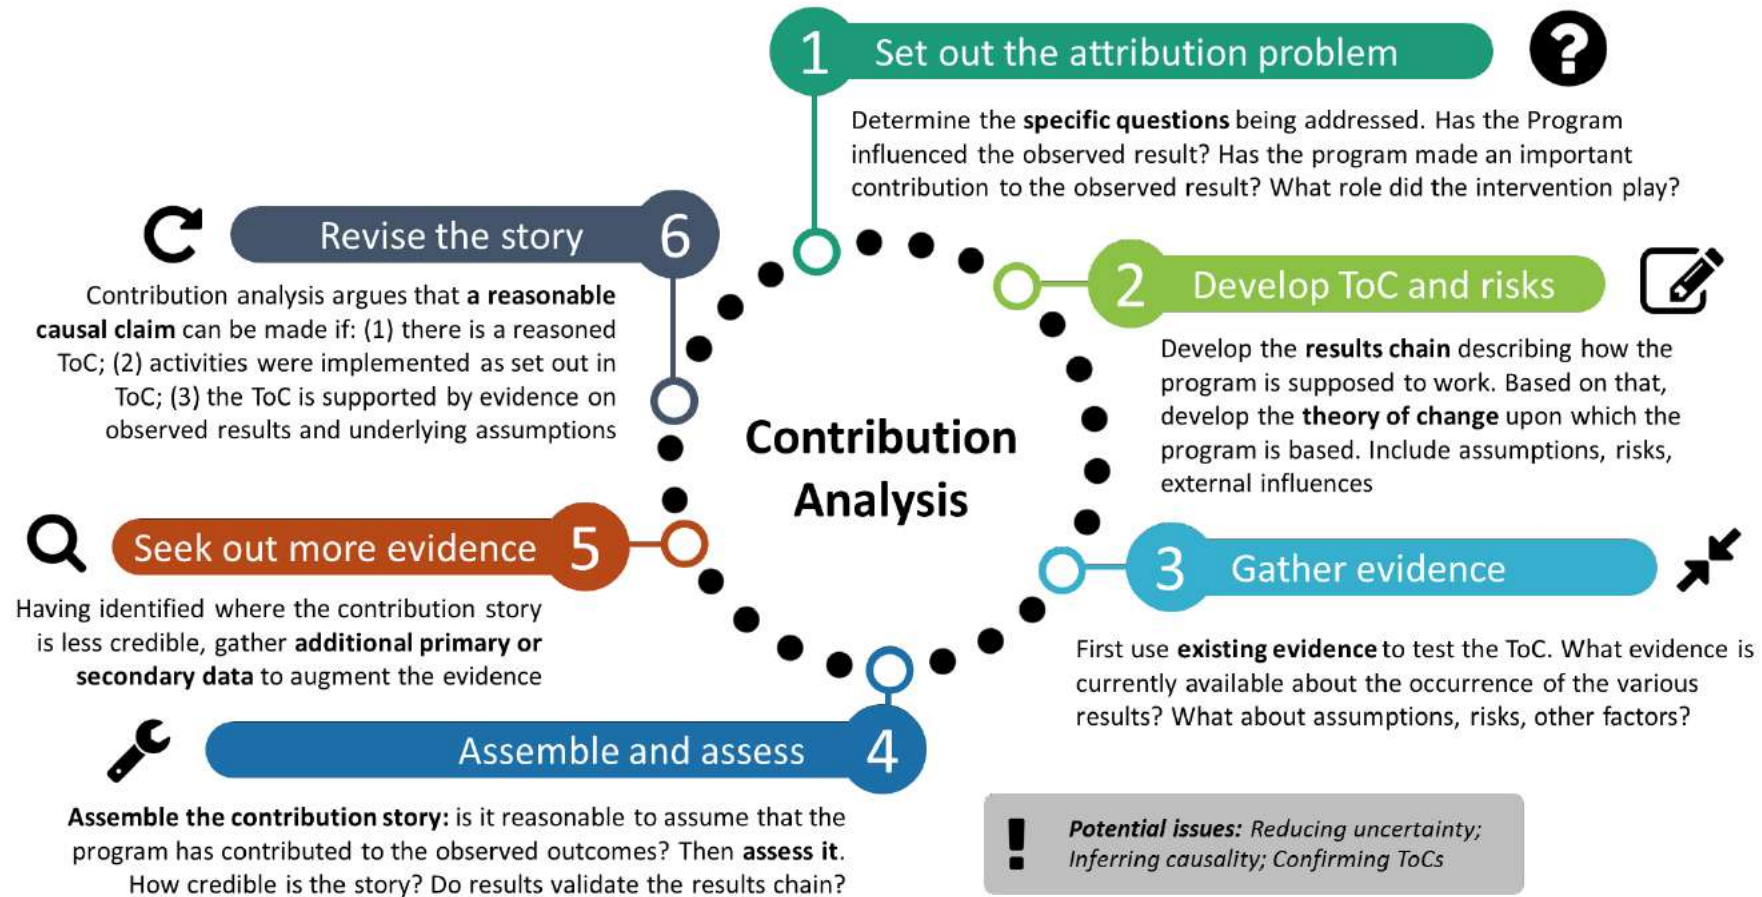 1
Set out the attribution problem
?
Determine the specific questions being addressed. Has the Program
influenced the observed result? Has the program made an important
contribution to the observed result? What role did the intervention play?
2
Develop ToC and risks
Develop the results chain describing how the
program is supposed to work. Based on that,
develop the theory of change upon which the
program is based. Include assumptions, risks,
external influences
3
Gather evidence
First use existing evidence to test the ToC. What evidence is
currently available about the occurrence of the various
results? What about assumptions, risks, other factors?
Assemble and assess
4
Assemble the contribution story: is it reasonable to assume that the
program has contributed to the observed outcomes? Then assess it.
How credible is the story? Do results validate the results chain?
Seek out more evidence
5
Having identified where the contribution story
is less credible, gather additional primary or
secondary data to augment the evidence
Revise the story
6
Contribution analysis argues that a reasonable
causal claim can be made if: (1) there is a reasoned
ToC; (2) activities were implemented as set out in
ToC; (3) the ToC is supported by evidence on
observed results and underlying assumptions
Contribution
Analysis
!
Potential issues: Reducing uncertainty;
Inferring causality; Confirming ToCs